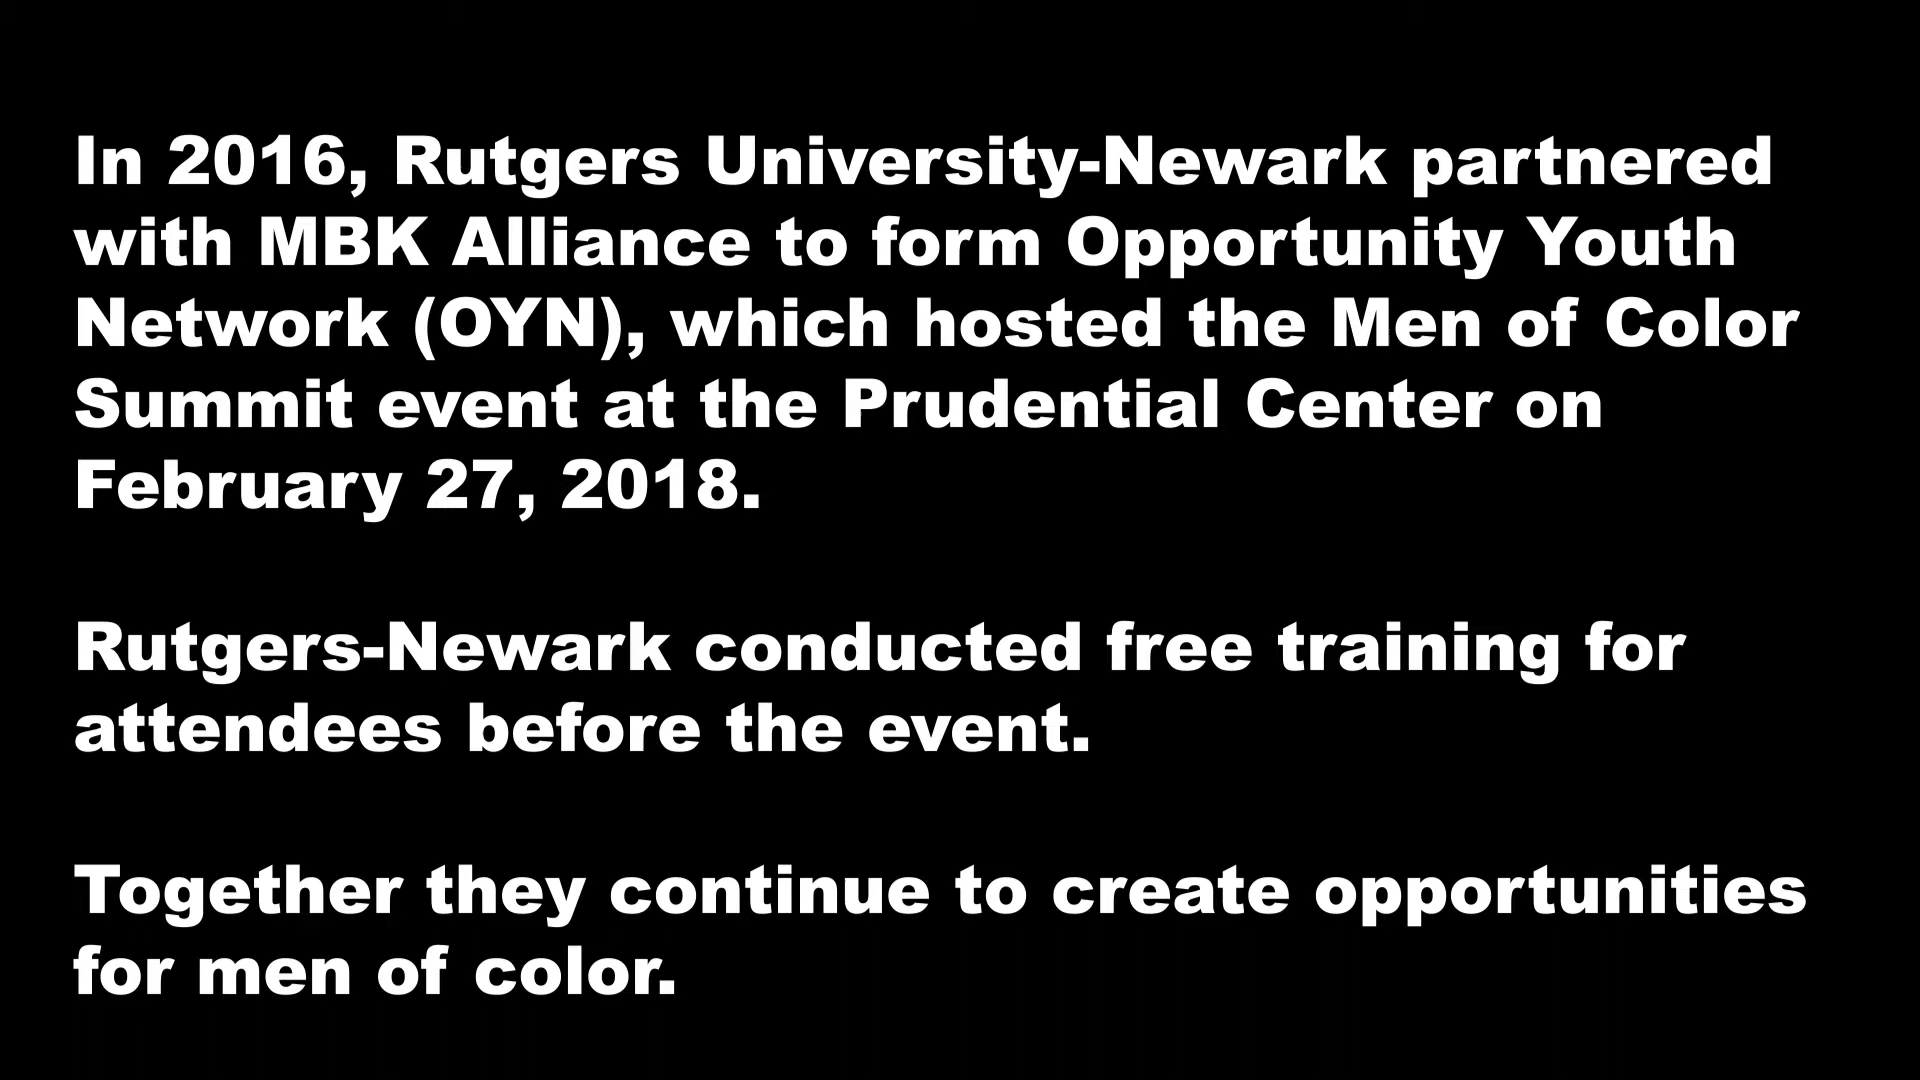 In 2016, Rutgers University-Newark partnered
with MBK Alliance to form Opportunity Youth
Network (OYN), which hosted the Men of Color
Summit event at the Prudential Center on
February 27, 2018.
Rutgers-Newark conducted free training for
attendees before the event.
Together they continue to create opportunities
for men of color.